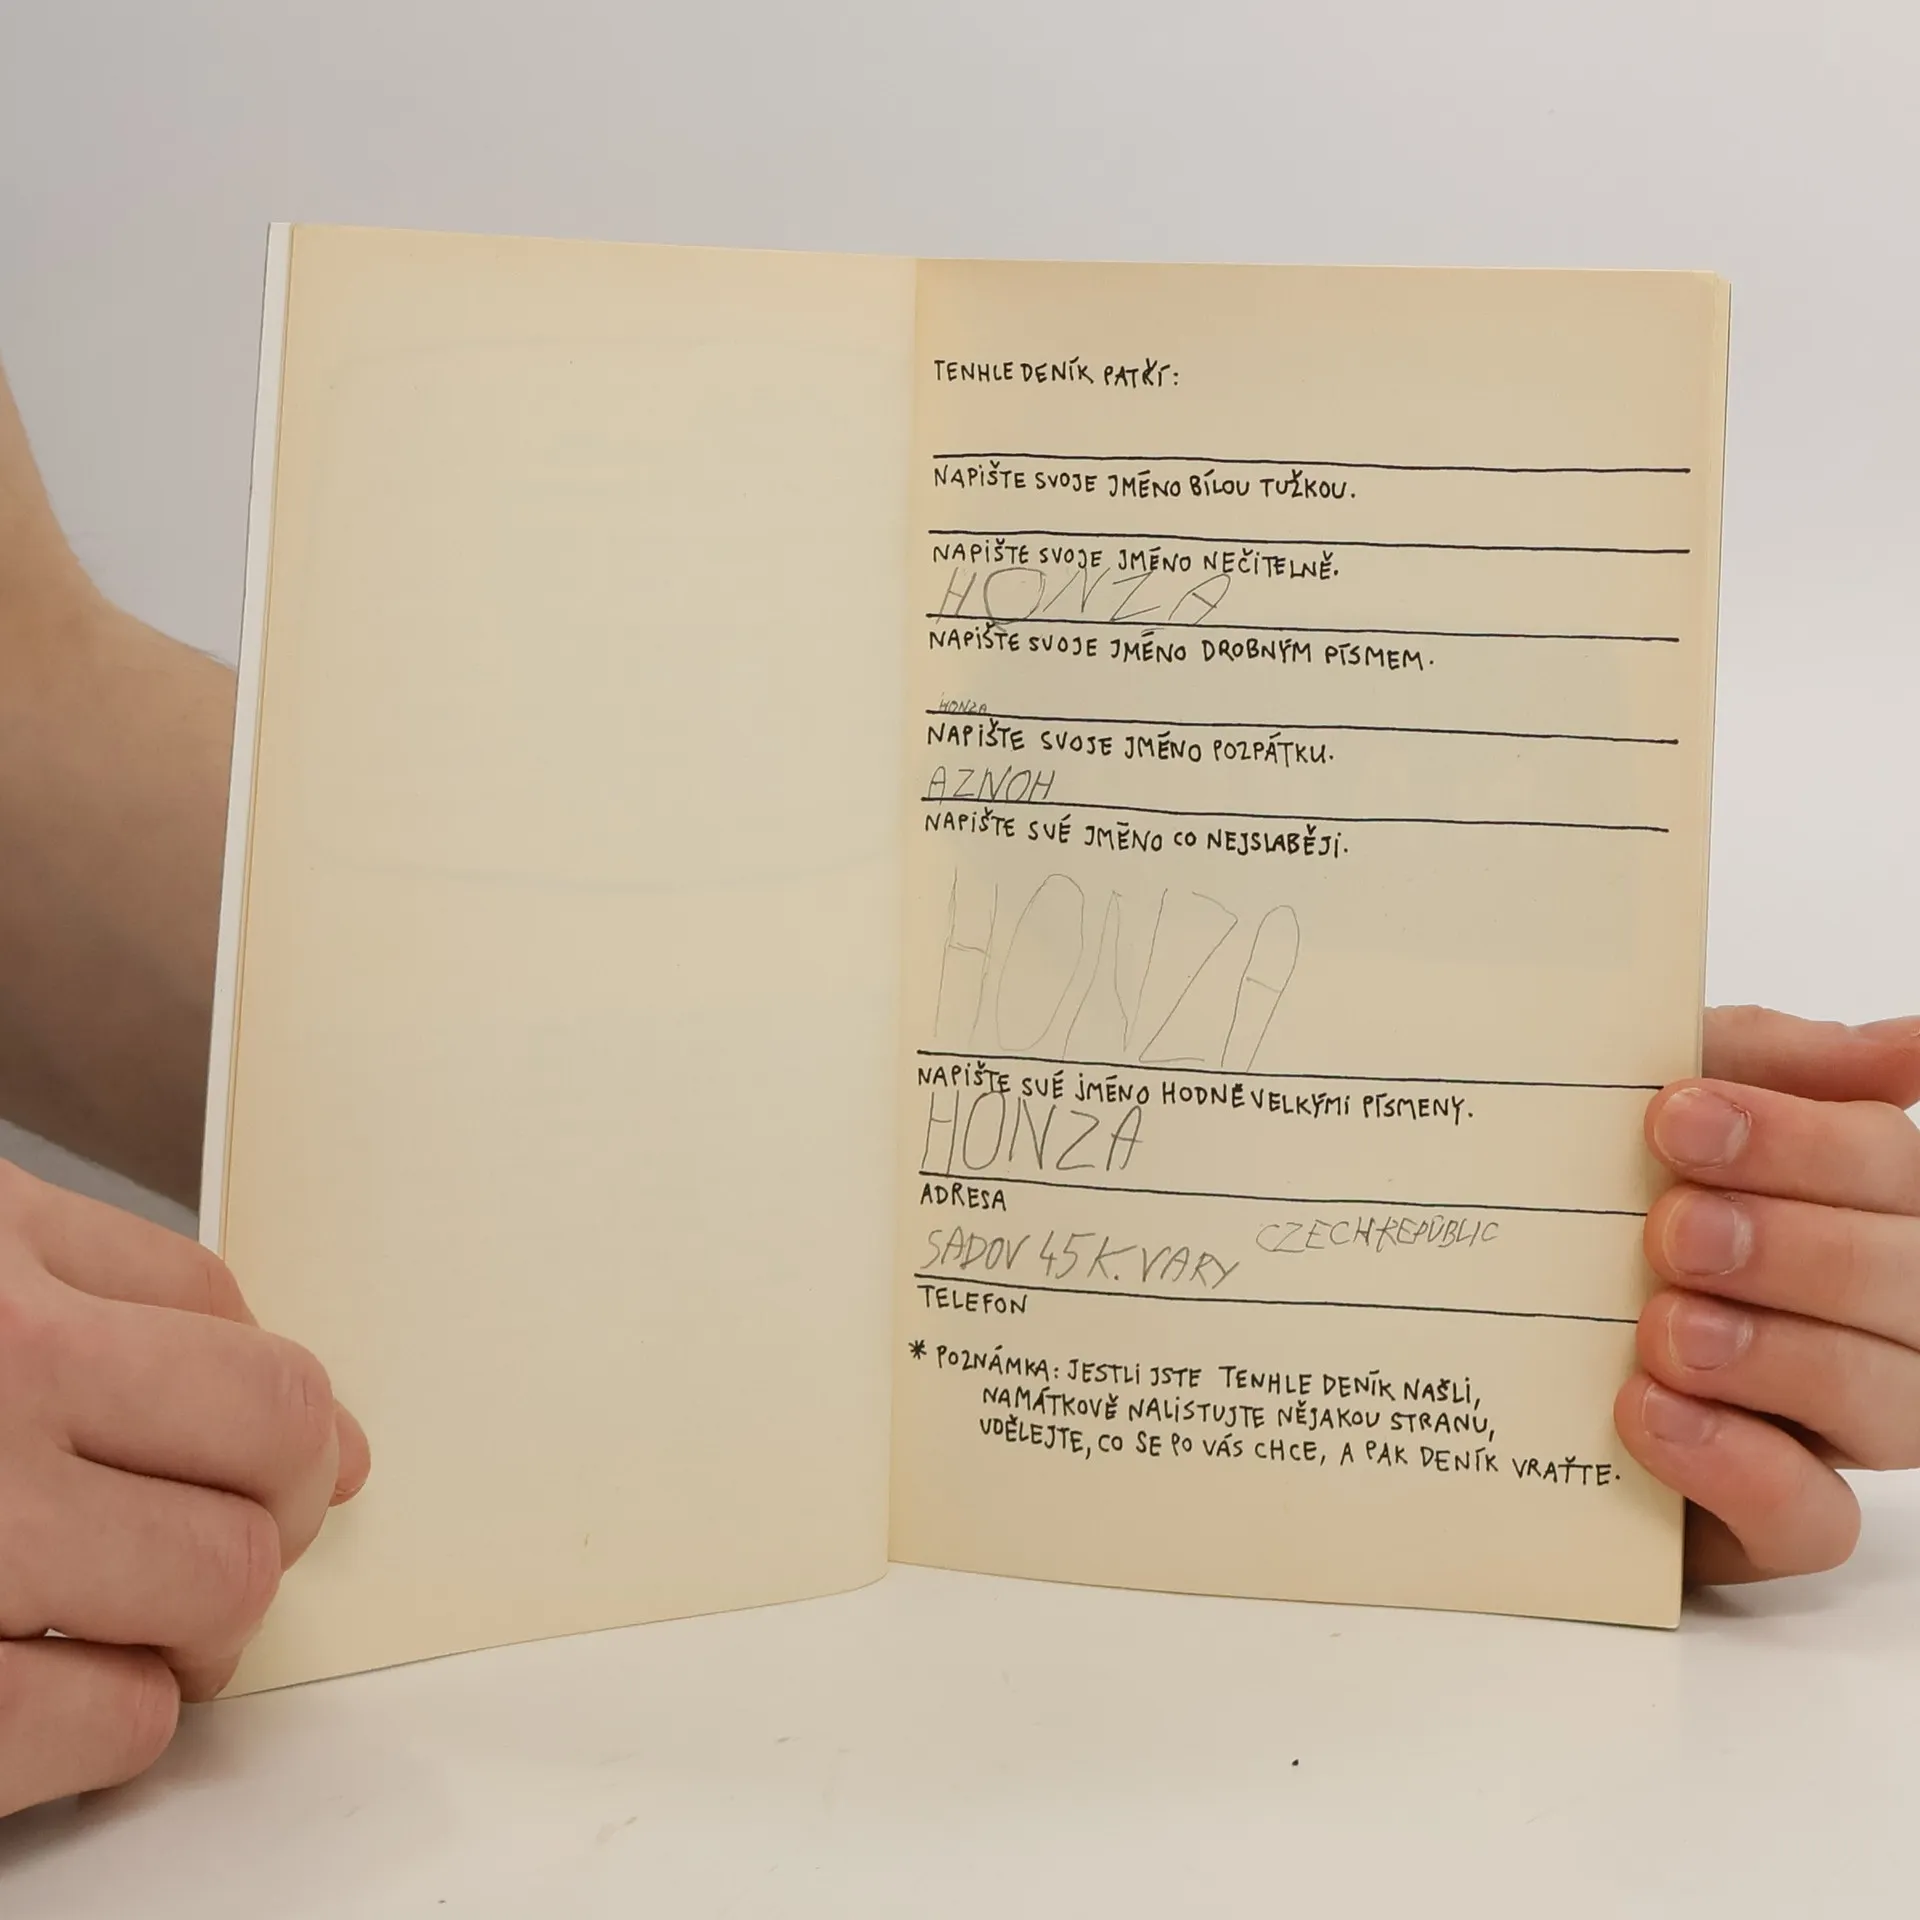 TENHLE DENÍK PATŘÍ:
NAPIŠTE SVOJE JMÉNO BÍLOU TUŽKOU.
NAPIŠTE SVOJE JMÉNO NEČITELNĚ.
HONZA
NAPIŠTE SVOJE JMÉNO DROBNÝM PÍSMEM.
HONZA
NAPIŠTE SVOJE JMÉNO POZPÁTKU.
AZNOH
NAPIŠTE SVÉ JMÉNO CO NEJSLABĚJI.
HONZA
NAPIŠTE SVÉ JMÉNO HODNĚ VELKÝMI PÍSMENY.
HONZA
ADRESA
SADOV 45 K. VARY CZECH REPUBLIC
TELEFON
* POZNÁMKA: JESTLI JSTE TENHLE DENÍK NAŠLI,
NAMÁTKOVĚ NALISTUJTE NĚJAKOU STRANU,
UDĚLEJTE, CO SE PO VÁS CHCE, A PAK DENÍK VRAŤTE.